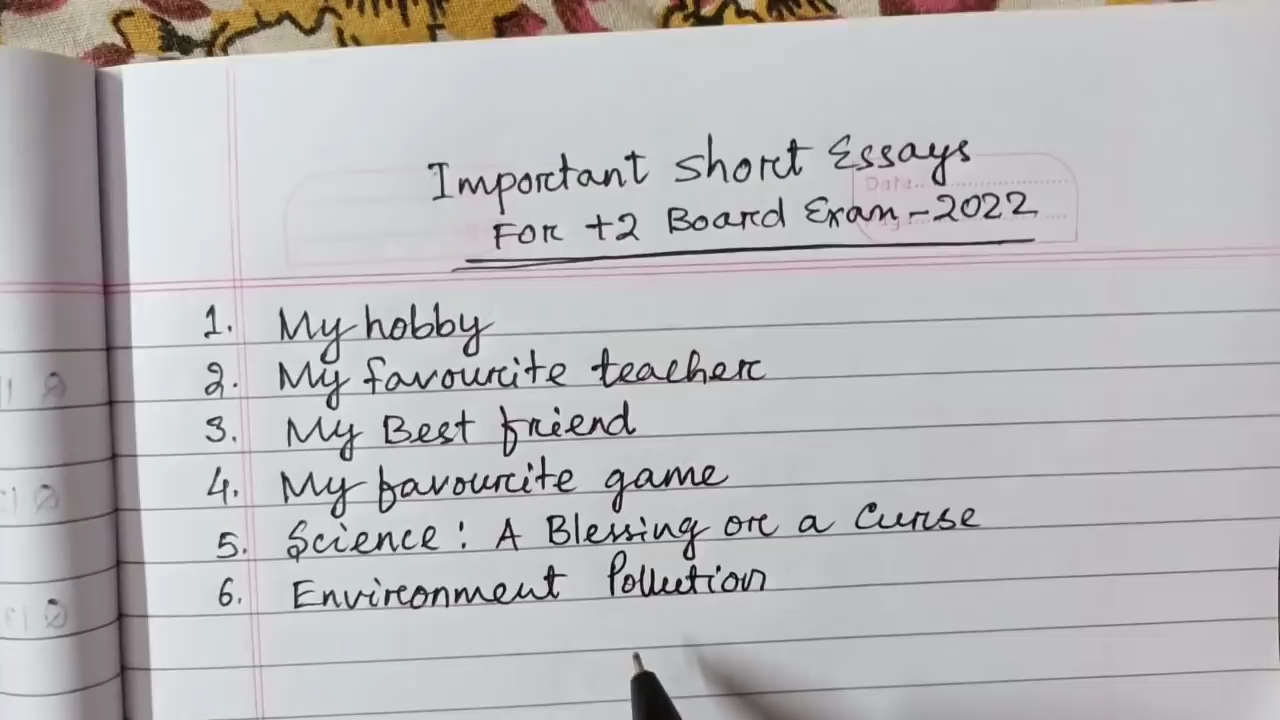 Important short Essays
Date
For +2 Board Exam - 2022
1. My hobby
2. My favourite teacher
3. My Best friend
4. My favourite game
5. Science : A Blessing or a Curse
6. Environment Pollution